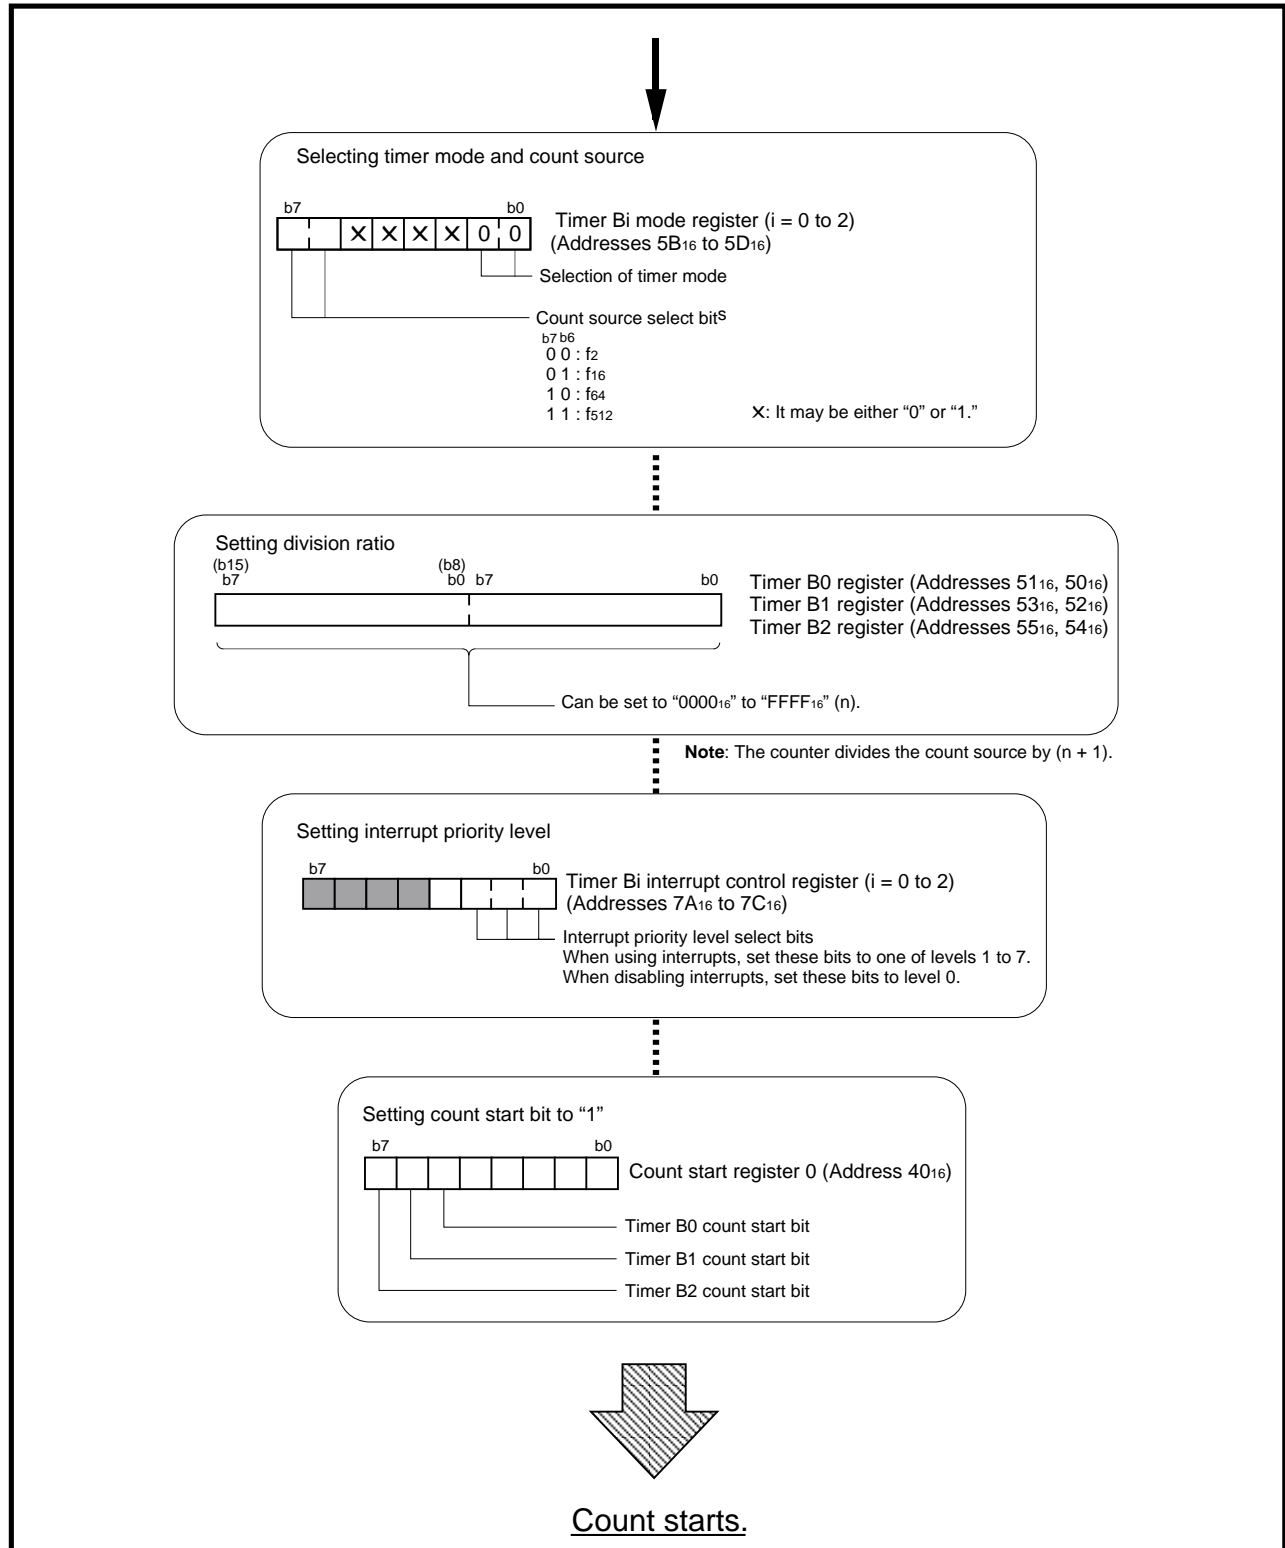 Selecting timer mode and count source
b7 b0
X X X X 0 0
Timer Bi mode register (i = 0 to 2)
(Addresses 5B16 to 5D16)
Selection of timer mode
Count source select bits
b7 b6
0 0 : f2
0 1 : f16
1 0 : f64
1 1 : f512
X: It may be either “0” or “1.”
Setting division ratio
(b15) (b8)
b7 b0 b7 b0
Timer B0 register (Addresses 5116, 5016)
Timer B1 register (Addresses 5316, 5216)
Timer B2 register (Addresses 5516, 5416)
Can be set to “000016” to “FFFF16” (n).
Note: The counter divides the count source by (n + 1).
Setting interrupt priority level
b7 b0
Timer Bi interrupt control register (i = 0 to 2)
(Addresses 7A16 to 7C16)
Interrupt priority level select bits
When using interrupts, set these bits to one of levels 1 to 7.
When disabling interrupts, set these bits to level 0.
Setting count start bit to “1”
b7 b0
Count start register 0 (Address 4016)
Timer B0 count start bit
Timer B1 count start bit
Timer B2 count start bit
Count starts.